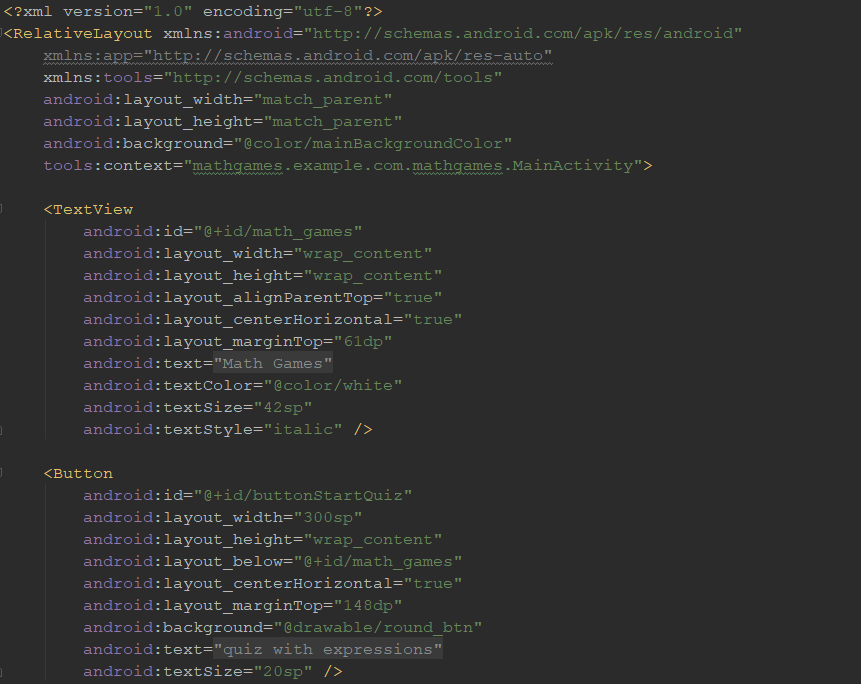 <?xml version="1.0" encoding="utf-8"?>
<RelativeLayout xmlns:android="http://schemas.android.com/apk/res/android"
    xmlns:app="http://schemas.android.com/apk/res-auto"
    xmlns:tools="http://schemas.android.com/tools"
    android:layout_width="match_parent"
    android:layout_height="match_parent"
    android:background="@color/mainBackgroundColor"
    tools:context="mathgames.example.com.mathgames.MainActivity">

    <TextView
        android:id="@+id/math_games"
        android:layout_width="wrap_content"
        android:layout_height="wrap_content"
        android:layout_alignParentTop="true"
        android:layout_centerHorizontal="true"
        android:layout_marginTop="61dp"
        android:text="Math Games"
        android:textColor="@color/white"
        android:textSize="42sp"
        android:textStyle="italic" />

    <Button
        android:id="@+id/buttonStartQuiz"
        android:layout_width="300sp"
        android:layout_height="wrap_content"
        android:layout_below="@+id/math_games"
        android:layout_centerHorizontal="true"
        android:layout_marginTop="148dp"
        android:background="@drawable/round_btn"
        android:text="quiz with expressions"
        android:textSize="20sp" />